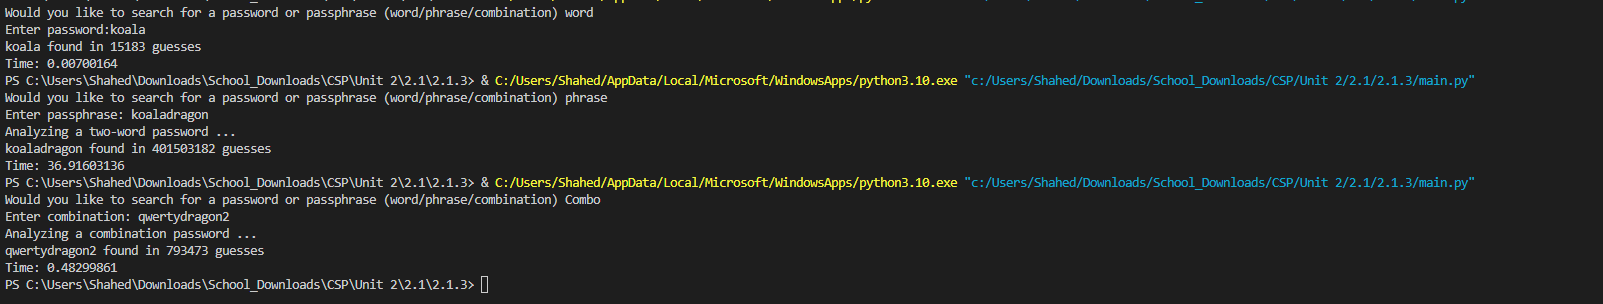 Would you like to search for a password or passphrase (word/phrase/combination) word
Enter password:koala
koala found in 15183 guesses
Time: 0.00700164
PS C:\Users\Shahed\Downloads\School_Downloads\CSP\Unit 2\2.1\2.1.3> & C:/Users/Shahed/AppData/Local/Microsoft/WindowsApps/python3.10.exe "c:/Users/Shahed/Downloads/School_Downloads/CSP/Unit 2/2.1/2.1.3/main.py"
Would you like to search for a password or passphrase (word/phrase/combination) phrase
Enter passphrase: koaladragon
Analyzing a two-word password ...
koaladragon found in 401503182 guesses
Time: 36.91603136
PS C:\Users\Shahed\Downloads\School_Downloads\CSP\Unit 2\2.1\2.1.3> & C:/Users/Shahed/AppData/Local/Microsoft/WindowsApps/python3.10.exe "c:/Users/Shahed/Downloads/School_Downloads/CSP/Unit 2/2.1/2.1.3/main.py"
Would you like to search for a password or passphrase (word/phrase/combination) Combo
Enter combination: qwertydragon2
Analyzing a combination password ...
qwertydragon2 found in 793473 guesses
Time: 0.48299861
PS C:\Users\Shahed\Downloads\School_Downloads\CSP\Unit 2\2.1\2.1.3>